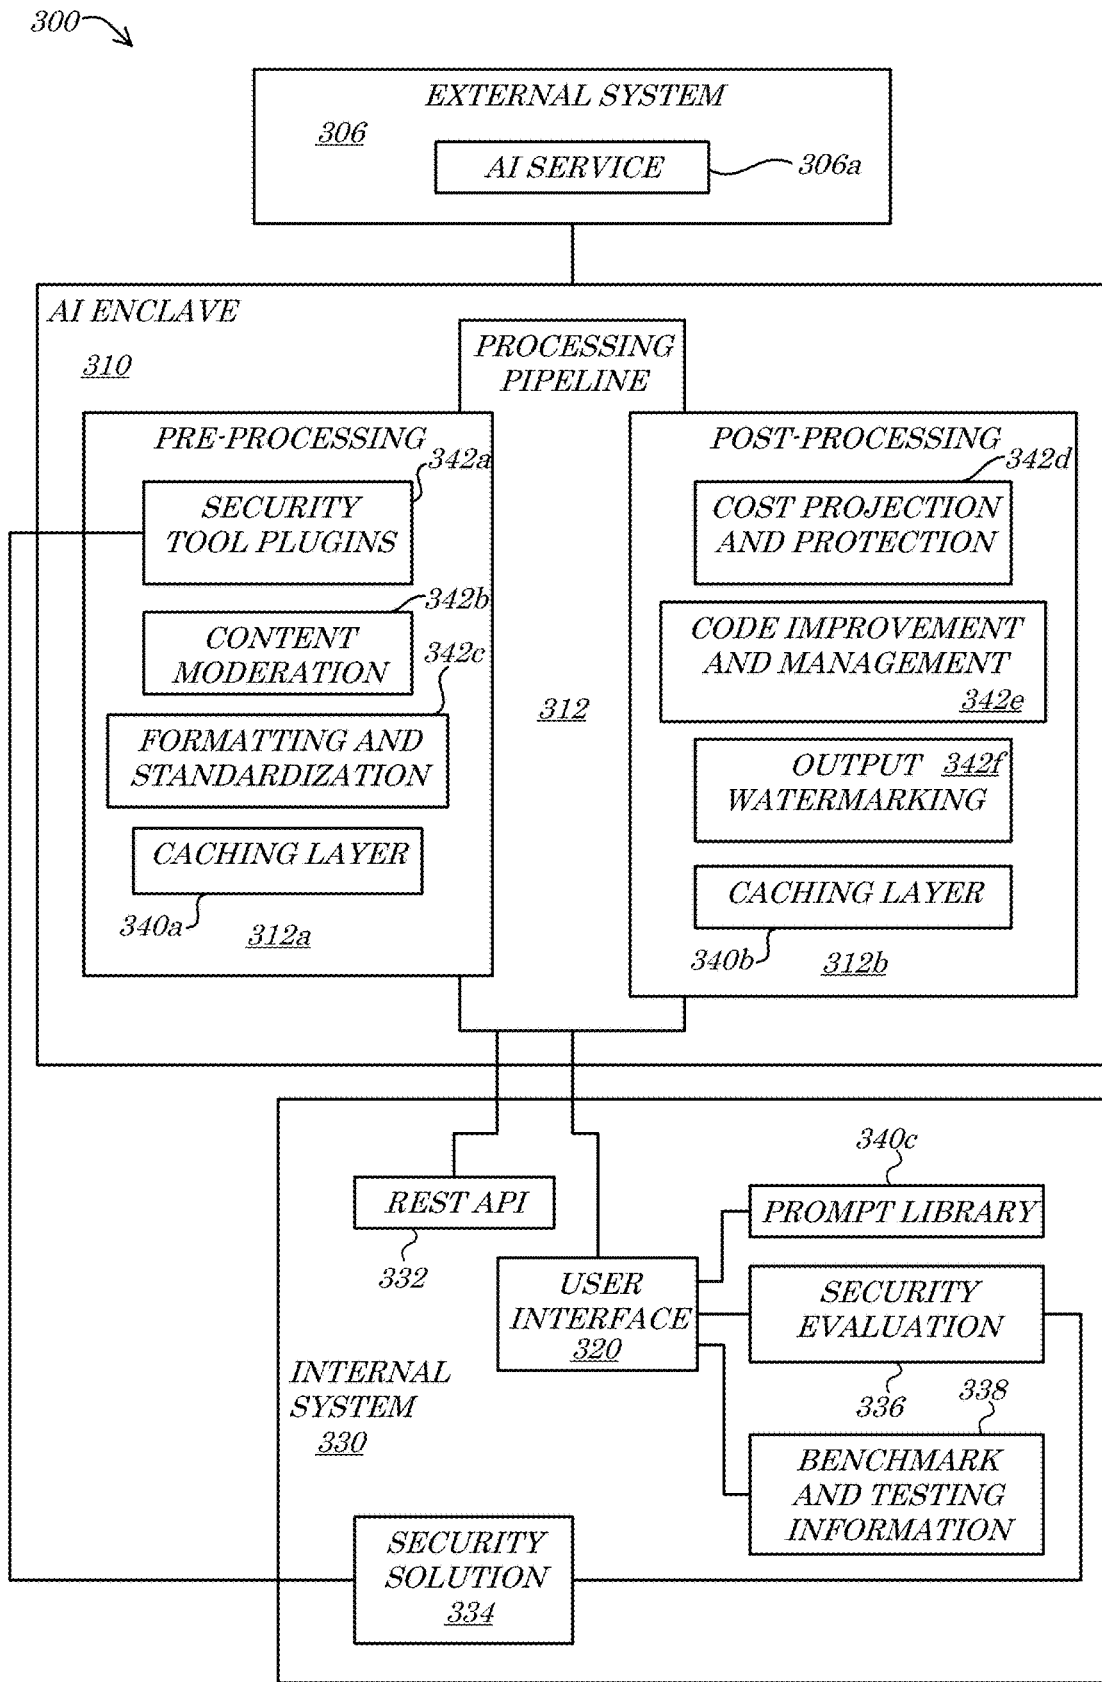 300
EXTERNAL SYSTEM
306
AI SERVICE
306a
AI ENCLAVE
310
PROCESSING
PIPELINE
312
PRE-PROCESSING
342a
SECURITY
TOOL PLUGINS
342b
CONTENT
MODERATION
342c
FORMATTING AND
STANDARDIZATION
CACHING LAYER
340a
312a
POST-PROCESSING
342d
COST PROJECTION
AND PROTECTION
CODE IMPROVEMENT
AND MANAGEMENT
342e
OUTPUT 342f
WATERMARKING
CACHING LAYER
340b
312b
REST API
332
340c
PROMPT LIBRARY
USER
INTERFACE
320
SECURITY
EVALUATION
336
INTERNAL
SYSTEM
330
338
BENCHMARK
AND TESTING
INFORMATION
SECURITY
SOLUTION
334